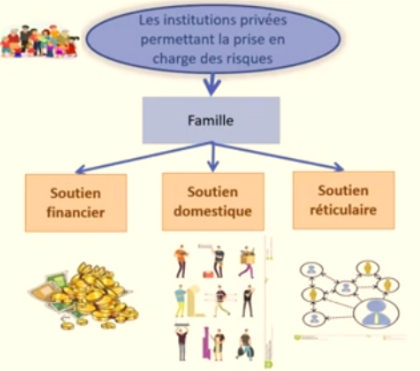 Les institutions privées
permettant la prise en
charge des risques
Famille
Soutien
financier
Soutien
domestique
Soutien
réticulaire